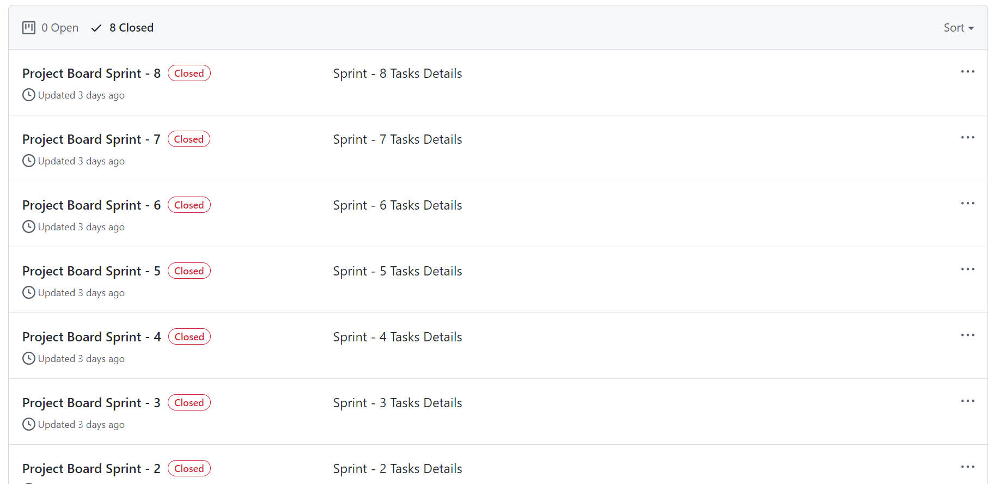 0 Open 8 Closed Sort
Project Board Sprint - 8 Closed Sprint - 8 Tasks Details
Updated 3 days ago
Project Board Sprint - 7 Closed Sprint - 7 Tasks Details
Updated 3 days ago
Project Board Sprint - 6 Closed Sprint - 6 Tasks Details
Updated 3 days ago
Project Board Sprint - 5 Closed Sprint - 5 Tasks Details
Updated 3 days ago
Project Board Sprint - 4 Closed Sprint - 4 Tasks Details
Updated 3 days ago
Project Board Sprint - 3 Closed Sprint - 3 Tasks Details
Updated 3 days ago
Project Board Sprint - 2 Closed Sprint - 2 Tasks Details